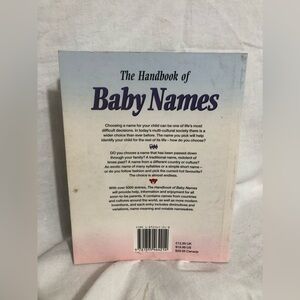 The Handbook of
Baby Names
Choosing a name for your child can be one of life's most
difficult decisions. In today's multi-cultural society there is a
wider choice than ever before. The name you pick will help
identify your child for the rest of its life - how do you choose?
DO you choose a name that has been passed down
through your family? A traditional name, redolent of
times past? A name from a different country or culture?
An exotic name of many syllables or a simple short name -
or do you follow fashion and pick the current hot favourite?
The choice is almost endless.
With over 5000 entries, The Handbook of Baby Names
will provide help, information and enjoyment for all
soon-to-be parents. It contains names from countries
and cultures around the world, as well as more modern
inventions, and each entry includes diminutives and
variations, name meaning and notable namesakes.